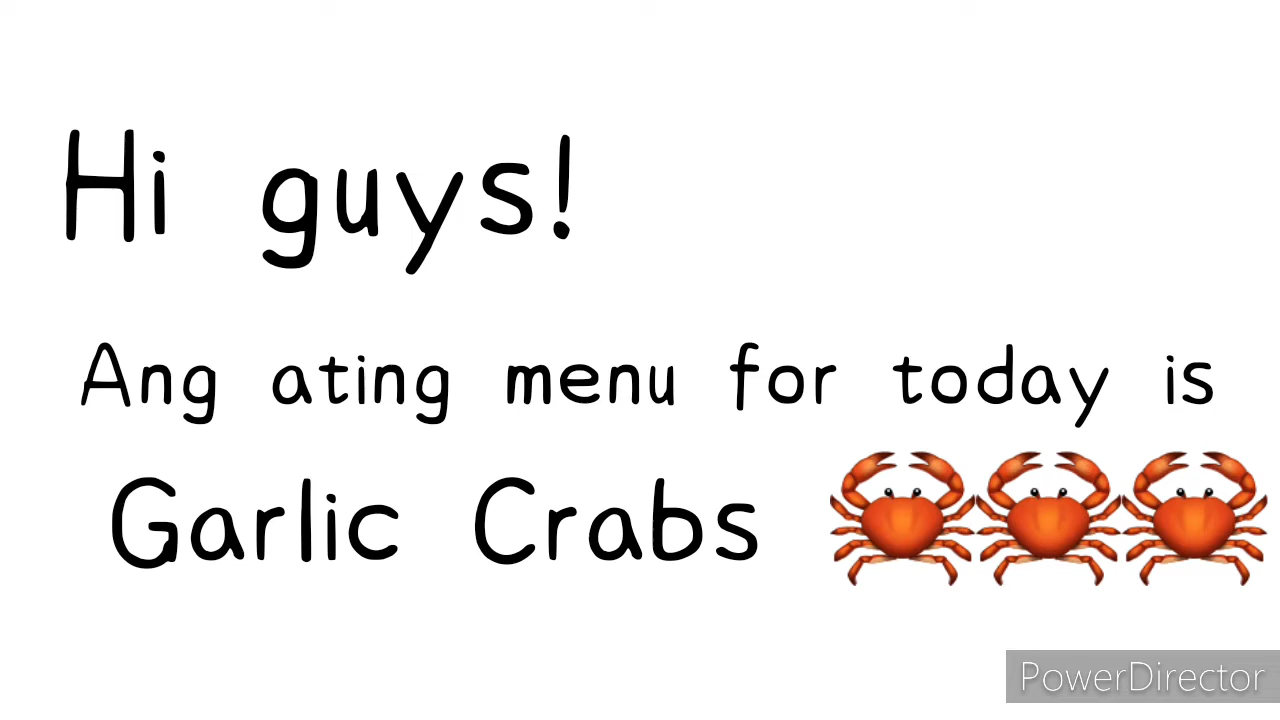 Hi guys!
Ang ating menu for today is
Garlic Crabs 🦀🦀🦀
PowerDirector